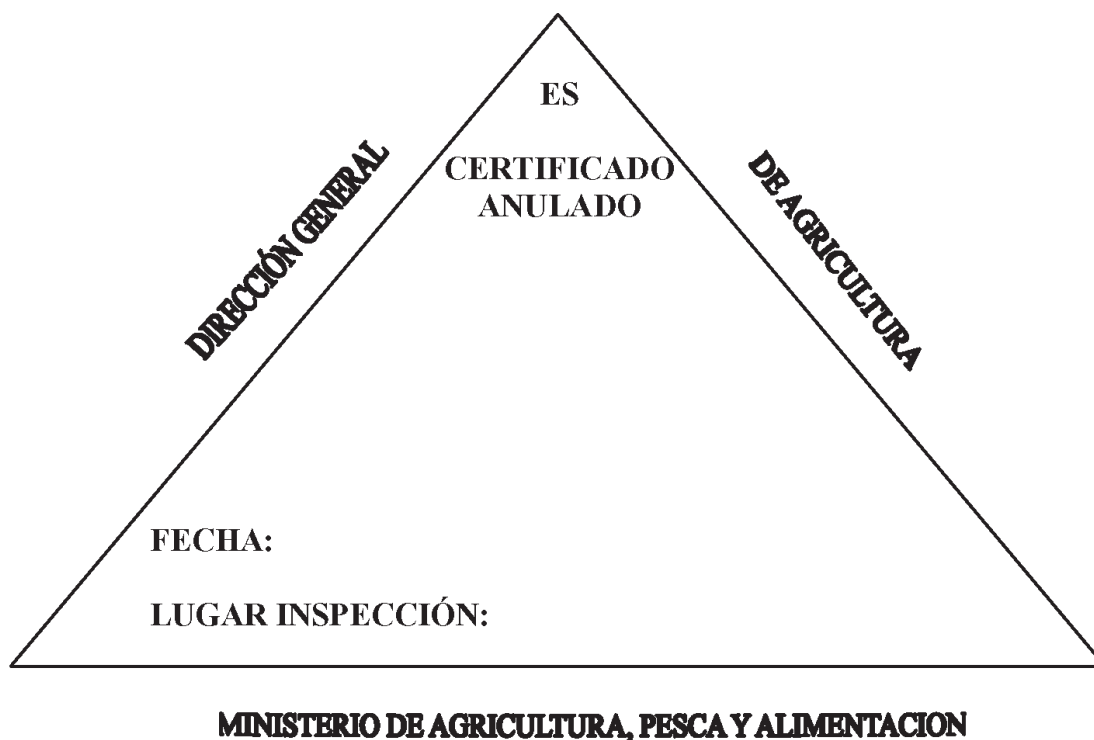 ES
CERTIFICADO
ANULADO
DIRECCIÓN GENERAL
DE AGRICULTURA
FECHA:
LUGAR INSPECCIÓN:
MINISTERIO DE AGRICULTURA, PESCA Y ALIMENTACION